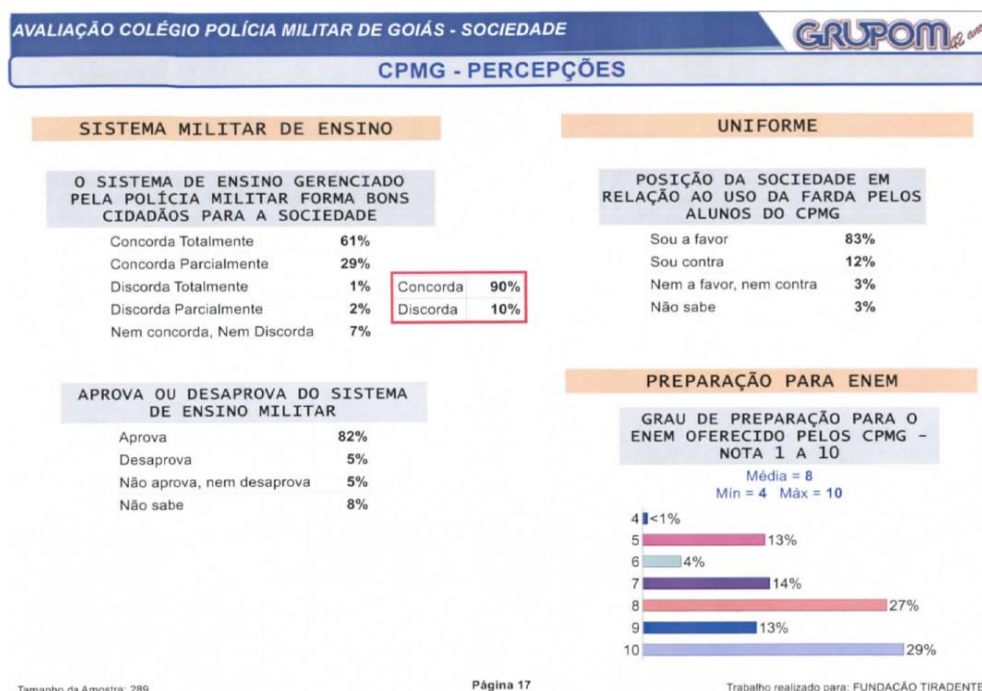 AVALIAÇÃO COLÉGIO POLÍCIA MILITAR DE GOIÁS - SOCIEDADE
GRUPOM 42 anos
CPMG - PERCEPÇÕES
SISTEMA MILITAR DE ENSINO
O SISTEMA DE ENSINO GERENCIADO
PELA POLÍCIA MILITAR FORMA BONS
CIDADÃOS PARA A SOCIEDADE
Concorda Totalmente 61%
Concorda Parcialmente 29%
Discorda Totalmente 1%
Discorda Parcialmente 2%
Nem concorda, Nem Discorda 7%
Concorda 90%
Discorda 10%
APROVA OU DESAPROVA DO SISTEMA
DE ENSINO MILITAR
Aprova 82%
Desaprova 5%
Não aprova, nem desaprova 5%
Não sabe 8%
UNIFORME
POSIÇÃO DA SOCIEDADE EM
RELAÇÃO AO USO DA FARDA PELOS
ALUNOS DO CPMG
Sou a favor 83%
Sou contra 12%
Nem a favor, nem contra 3%
Não sabe 3%
PREPARAÇÃO PARA ENEM
GRAU DE PREPARAÇÃO PARA O
ENEM OFERECIDO PELOS CPMG -
NOTA 1 A 10
Média = 8
Mín = 4 Máx = 10
4 <1%
5 13%
6 4%
7 14%
8 27%
9 13%
10 29%
Tamanho da Amostra: 289
Página 17
Trabalho realizado para: FUNDAÇÃO TIRADENTE